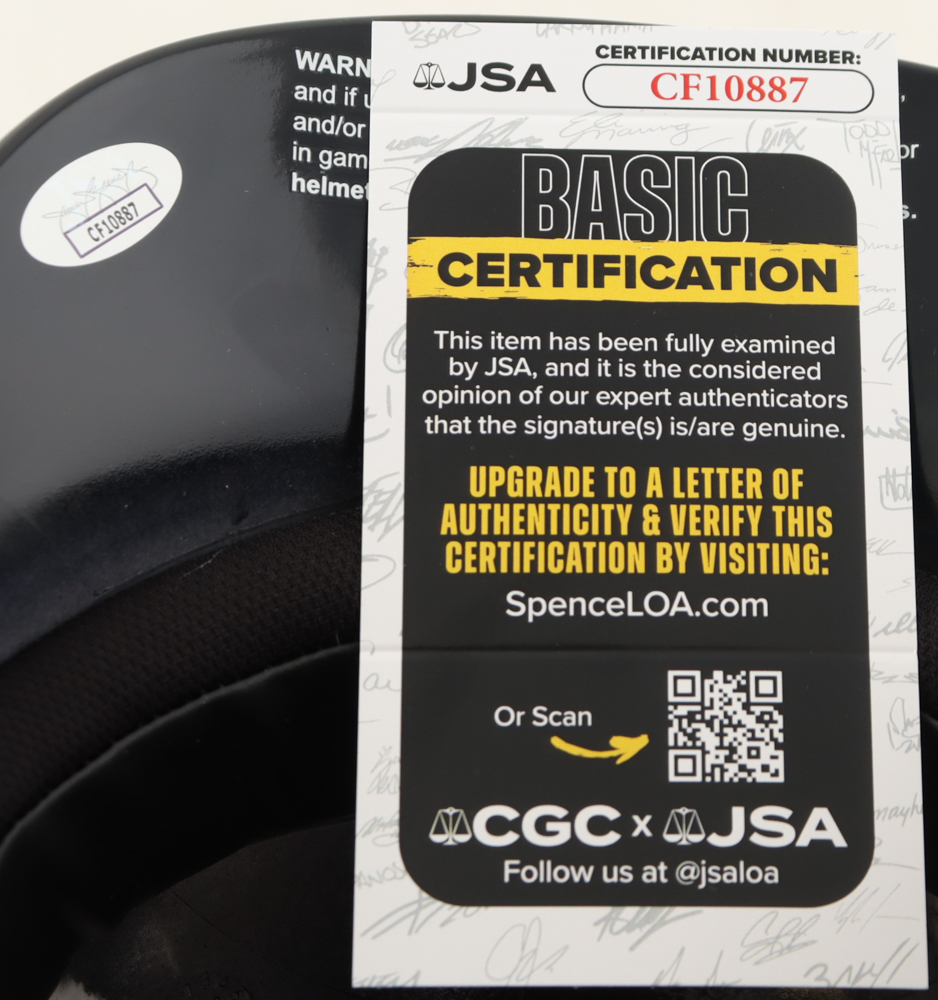 WARN
and if u
and/or
in gam
helmet
CF10887
JSA
CERTIFICATION NUMBER:
CF10887
or
s.
BASIC
CERTIFICATION
This item has been fully examined
by JSA, and it is the considered
opinion of our expert authenticators
that the signature(s) is/are genuine.
UPGRADE TO A LETTER OF
AUTHENTICITY & VERIFY THIS
CERTIFICATION BY VISITING:
SpenceLOA.com
Or Scan
CGC x JSA
Follow us at @jsaloa